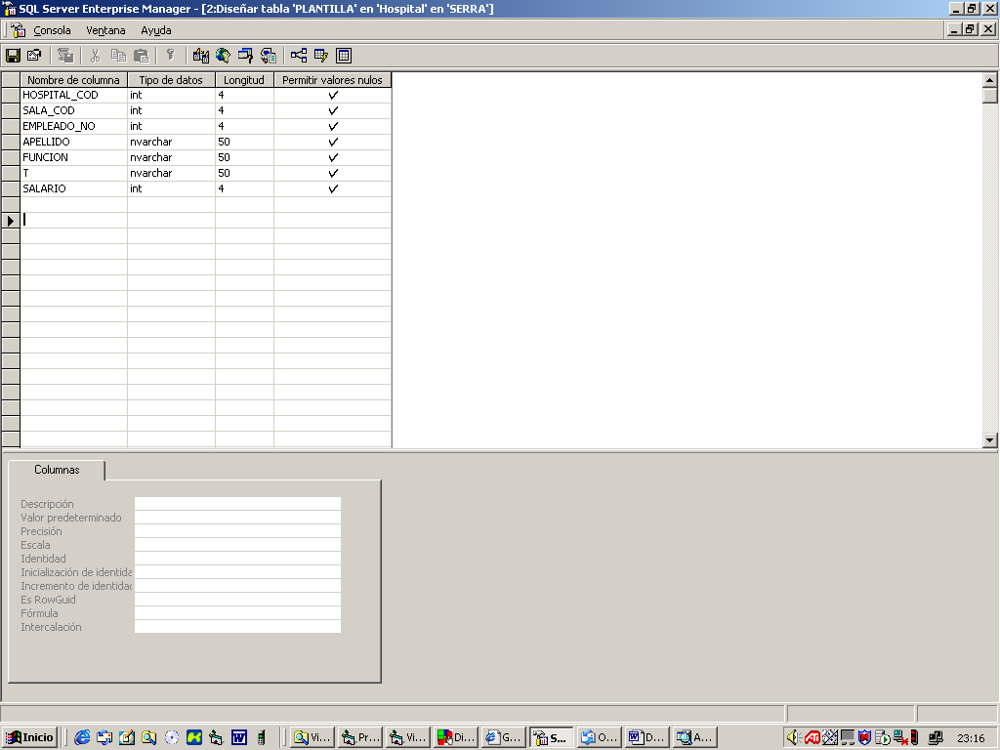 SQL Server Enterprise Manager - [2:Diseñar tabla 'PLANTILLA' en 'Hospital' en 'SERRA']
Consola Ventana Ayuda
Nombre de columna Tipo de datos Longitud Permitir valores nulos
HOSPITAL_COD int 4
SALA_COD int 4
EMPLEADO_NO int 4
APELLIDO nvarchar 50
FUNCION nvarchar 50
T nvarchar 50
SALARIO int 4
Columnas
Descripción
Valor predeterminado
Precisión
Escala
Identidad
Inicialización de identida
Incremento de identidad
Es RowGuid
Fórmula
Intercalación
Inicio Vi... Pr... Vi... Di... G... S... O... D... A... 23:16